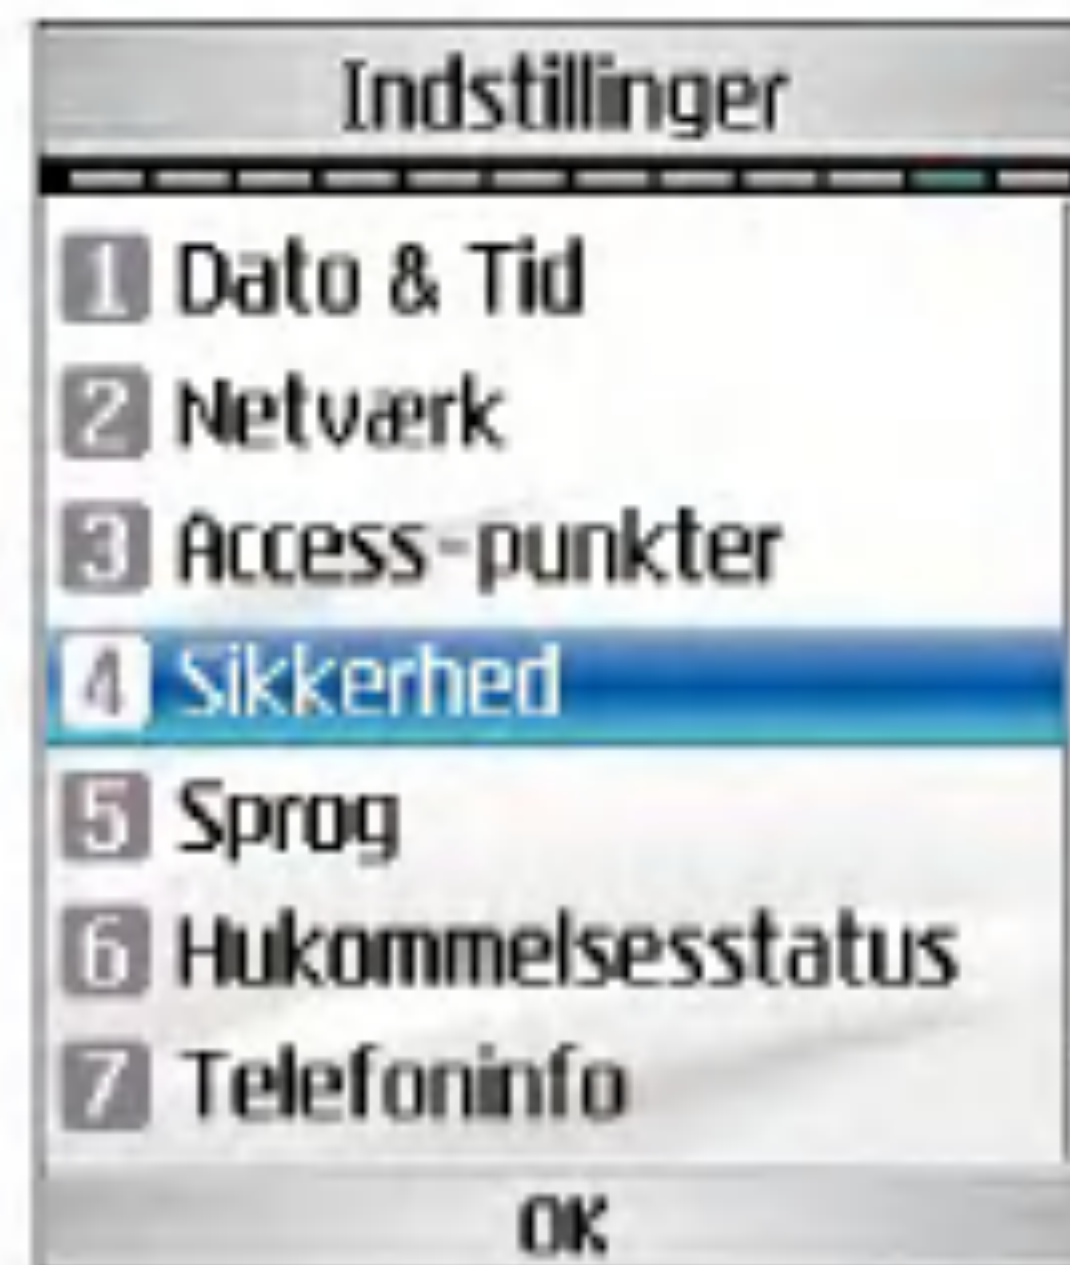 Indstillinger
1 Dato & Tid
2 Netværk
3 Access-punkter
4 Sikkerhed
5 Sprog
6 Hukommelsesstatus
7 Telefoninfo
OK